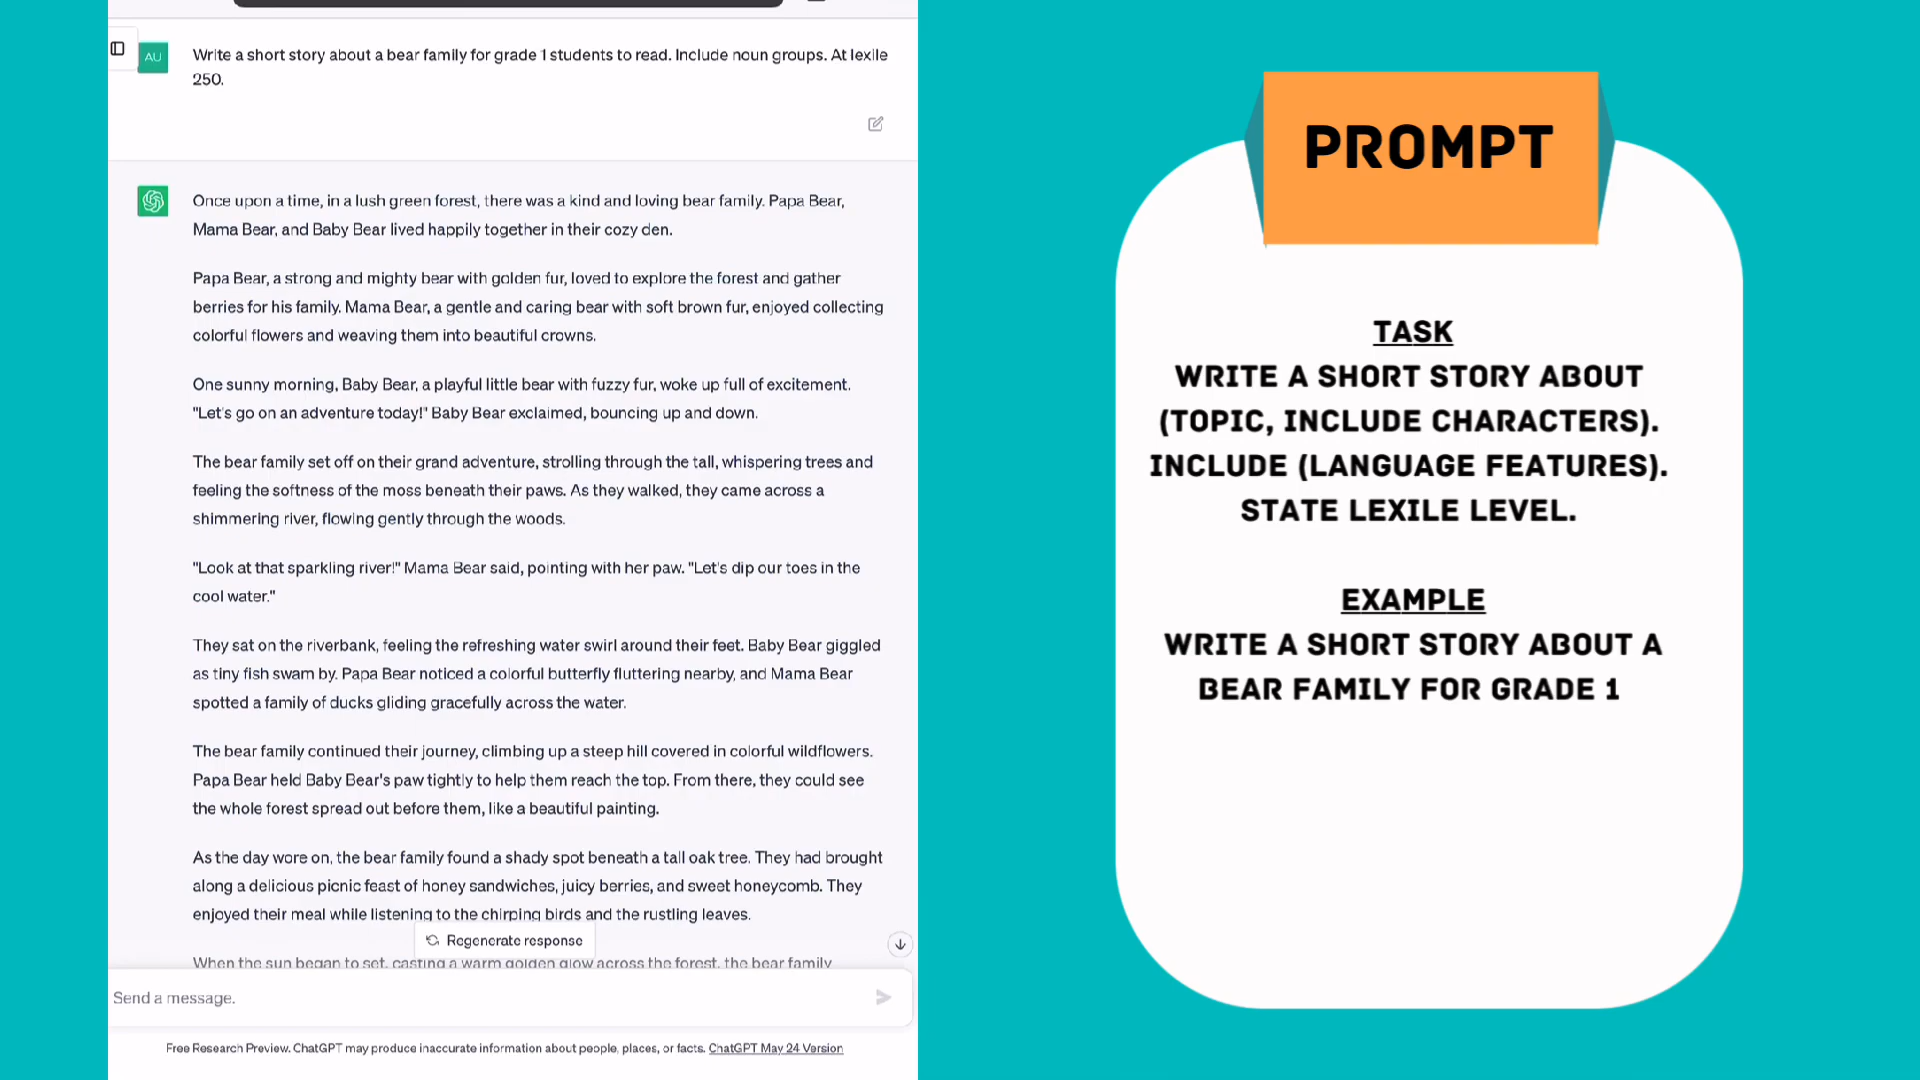 AU
Write a short story about a bear family for grade 1 students to read. Include noun groups. At lexile
250.
Once upon a time, in a lush green forest, there was a kind and loving bear family. Papa Bear,
Mama Bear, and Baby Bear lived happily together in their cozy den.
Papa Bear, a strong and mighty bear with golden fur, loved to explore the forest and gather
berries for his family. Mama Bear, a gentle and caring bear with soft brown fur, enjoyed collecting
colorful flowers and weaving them into beautiful crowns.
One sunny morning, Baby Bear, a playful little bear with fuzzy fur, woke up full of excitement.
"Let's go on an adventure today!" Baby Bear exclaimed, bouncing up and down.
The bear family set off on their grand adventure, strolling through the tall, whispering trees and
feeling the softness of the moss beneath their paws. As they walked, they came across a
shimmering river, flowing gently through the woods.
"Look at that sparkling river!" Mama Bear said, pointing with her paw. "Let's dip our toes in the
cool water."
They sat on the riverbank, feeling the refreshing water swirl around their feet. Baby Bear giggled
as tiny fish swam by. Papa Bear noticed a colorful butterfly fluttering nearby, and Mama Bear
spotted a family of ducks gliding gracefully across the water.
The bear family continued their journey, climbing up a steep hill covered in colorful wildflowers.
Papa Bear held Baby Bear's paw tightly to help them reach the top. From there, they could see
the whole forest spread out before them, like a beautiful painting.
As the day wore on, the bear family found a shady spot beneath a tall oak tree. They had brought
along a delicious picnic feast of honey sandwiches, juicy berries, and sweet honeycomb. They
enjoyed their meal while listening to the chirping birds and the rustling leaves.
Regenerate response
When the sun began to set, casting a warm golden glow across the forest, the bear family
Send a message.
Free Research Preview. ChatGPT may produce inaccurate information about people, places, or facts. ChatGPT May 24 Version
PROMPT
TASK
WRITE A SHORT STORY ABOUT
(TOPIC, INCLUDE CHARACTERS).
INCLUDE (LANGUAGE FEATURES).
STATE LEXILE LEVEL.
EXAMPLE
WRITE A SHORT STORY ABOUT A
BEAR FAMILY FOR GRADE 1